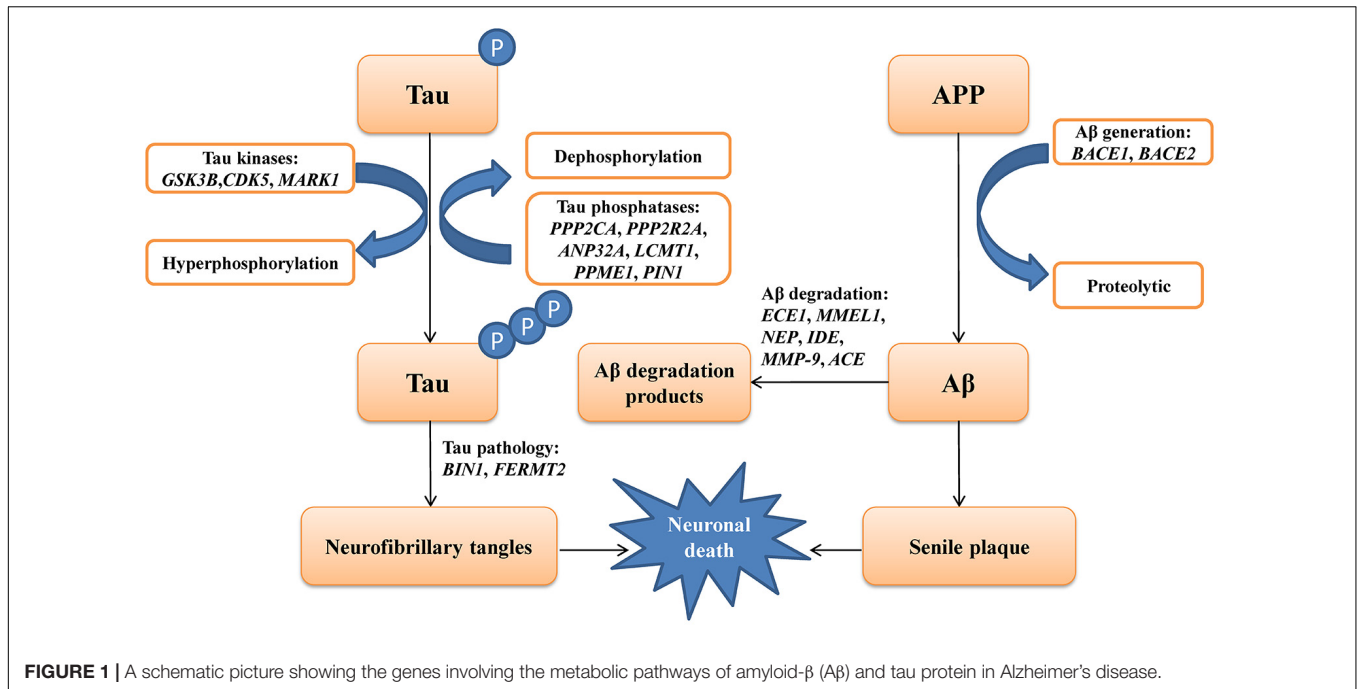 P
Tau
APP
Tau kinases:
GSK3B,CDK5, MARK1
Dephosphorylation
Aβ generation:
BACE1, BACE2
Tau phosphatases:
PPP2CA, PPP2R2A,
ANP32A, LCMT1,
PPME1, PIN1
Hyperphosphorylation
Proteolytic
Aβ degradation:
ECE1, MMEL1,
NEP, IDE,
MMP-9, ACE
P
P
P
Tau
Aβ degradation
products
Aβ
Tau pathology:
BIN1, FERMT2
Neurofibrillary tangles
Neuronal
death
Senile plaque
FIGURE 1 | A schematic picture showing the genes involving the metabolic pathways of amyloid-β (Aβ) and tau protein in Alzheimer’s disease.